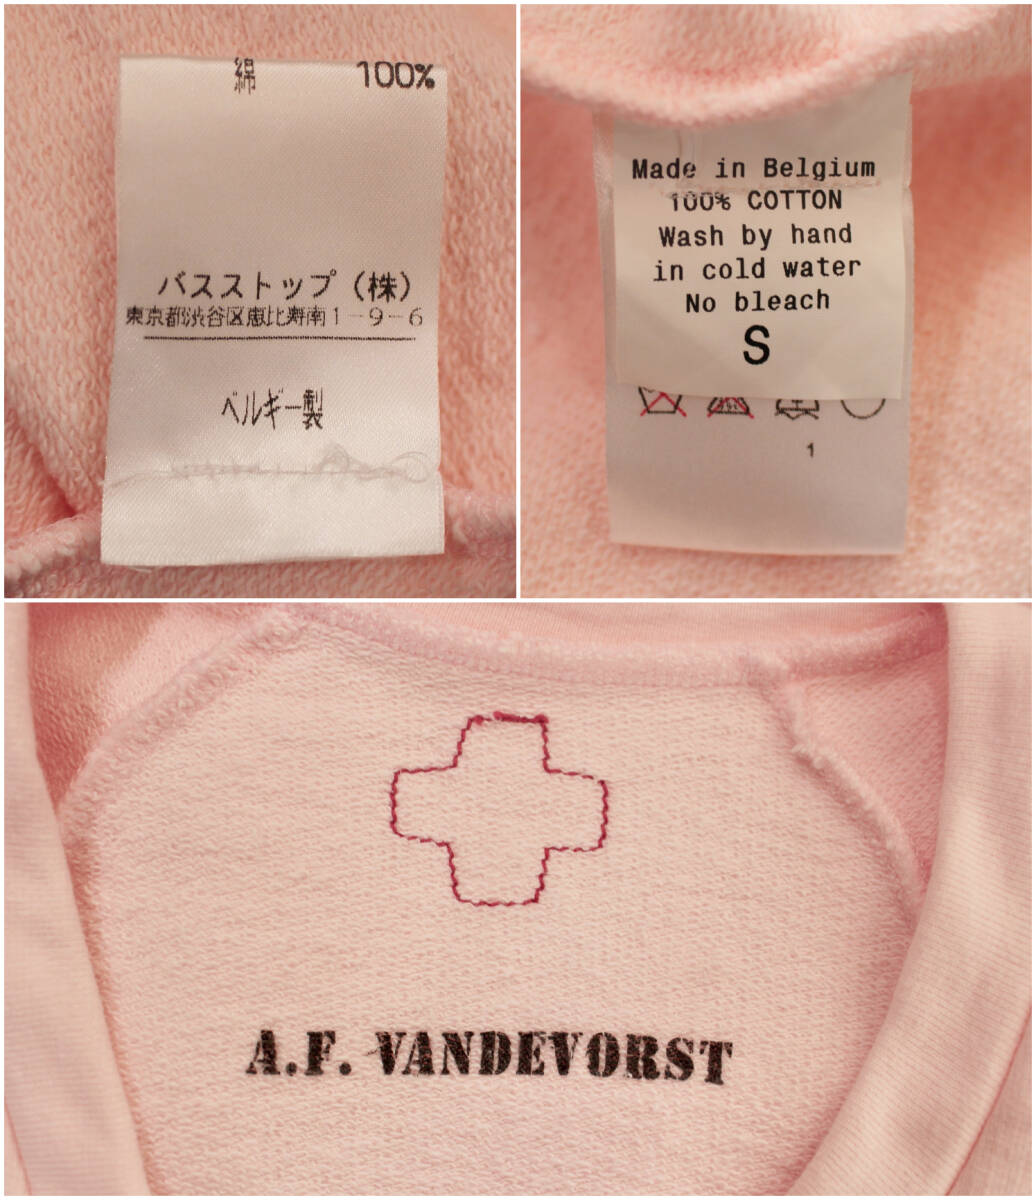 綿 100%
バスストップ（株）
東京都渋谷区恵比寿南1-9-6
ベルギー製
Made in Belgium
100% COTTON
Wash by hand
in cold water
No bleach
S
1
A.F. VANDEVORST